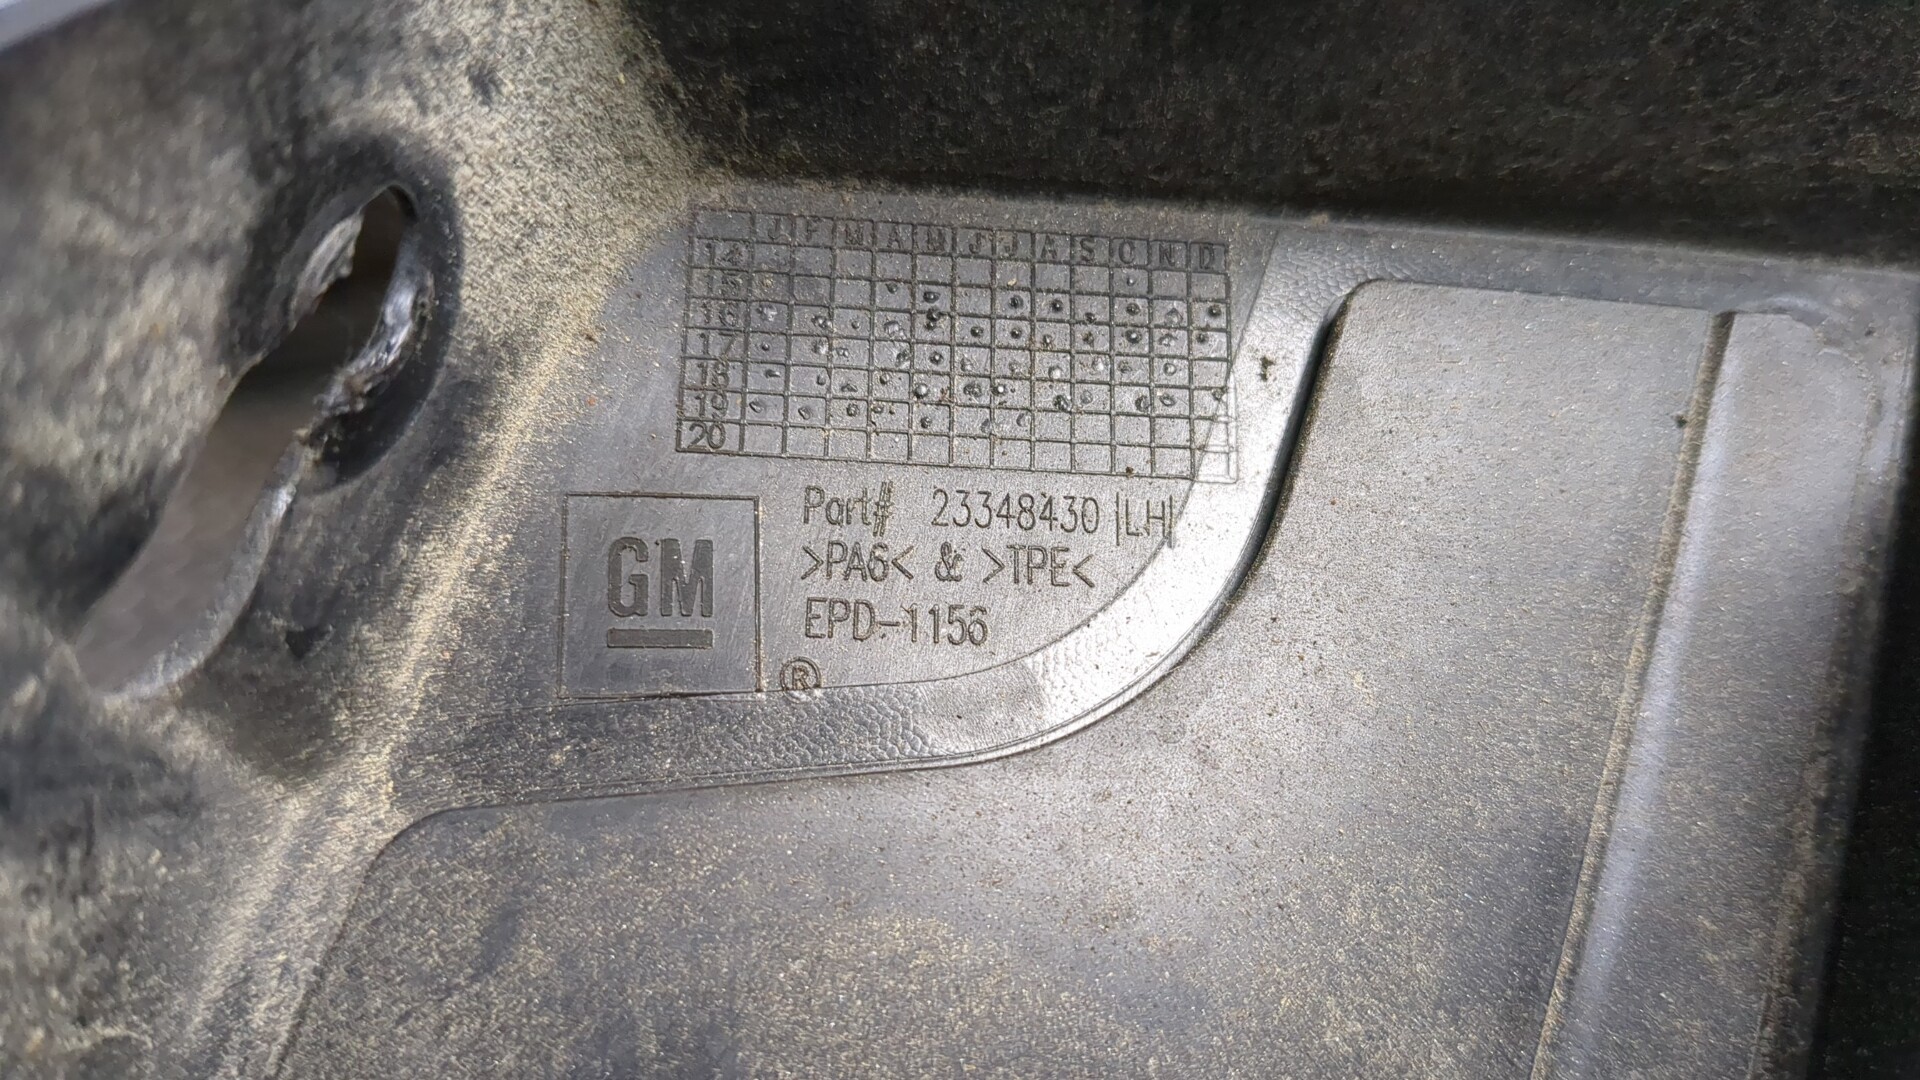 J F M A M J J A S O N D
14
15
16
17
18
19
20
GM
®
Part# 23348430 |LH|
>PA6< & >TPE<
EPD-1156